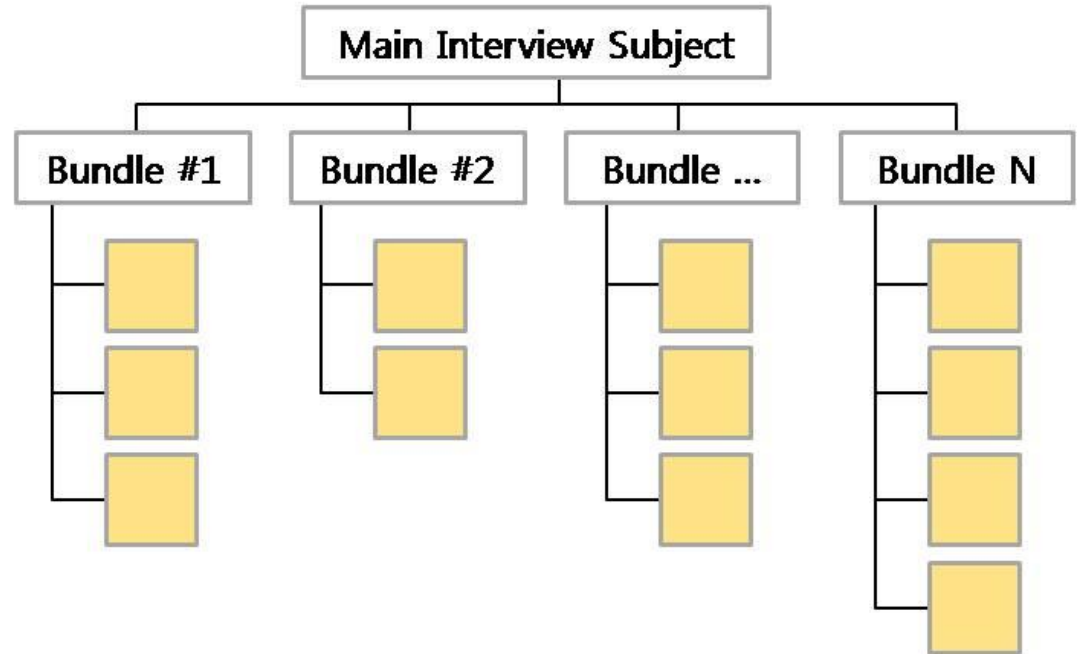 Main Interview Subject
Bundle #1
Bundle #2
Bundle ...
Bundle N